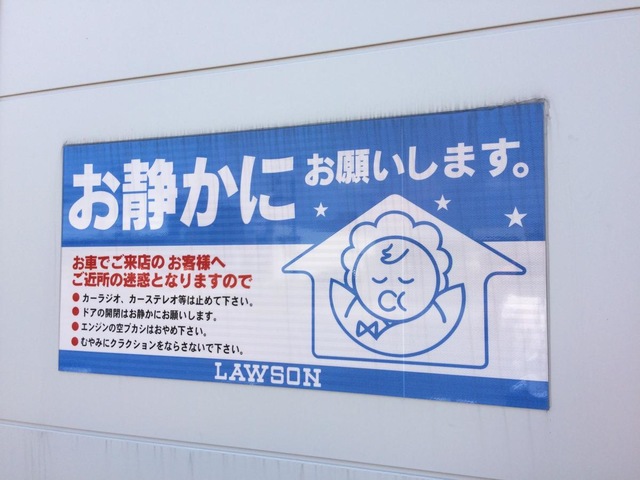 お静かにお願いします。
お車でご来店の お客様へ
ご近所の迷惑となりますので
● カーラジオ、カーステレオ等は止めて下さい。
● ドアの開閉はお静かにお願いします。
● エンジンの空ブカシはおやめ下さい。
● むやみにクラクションをならさないで下さい。
LAWSON